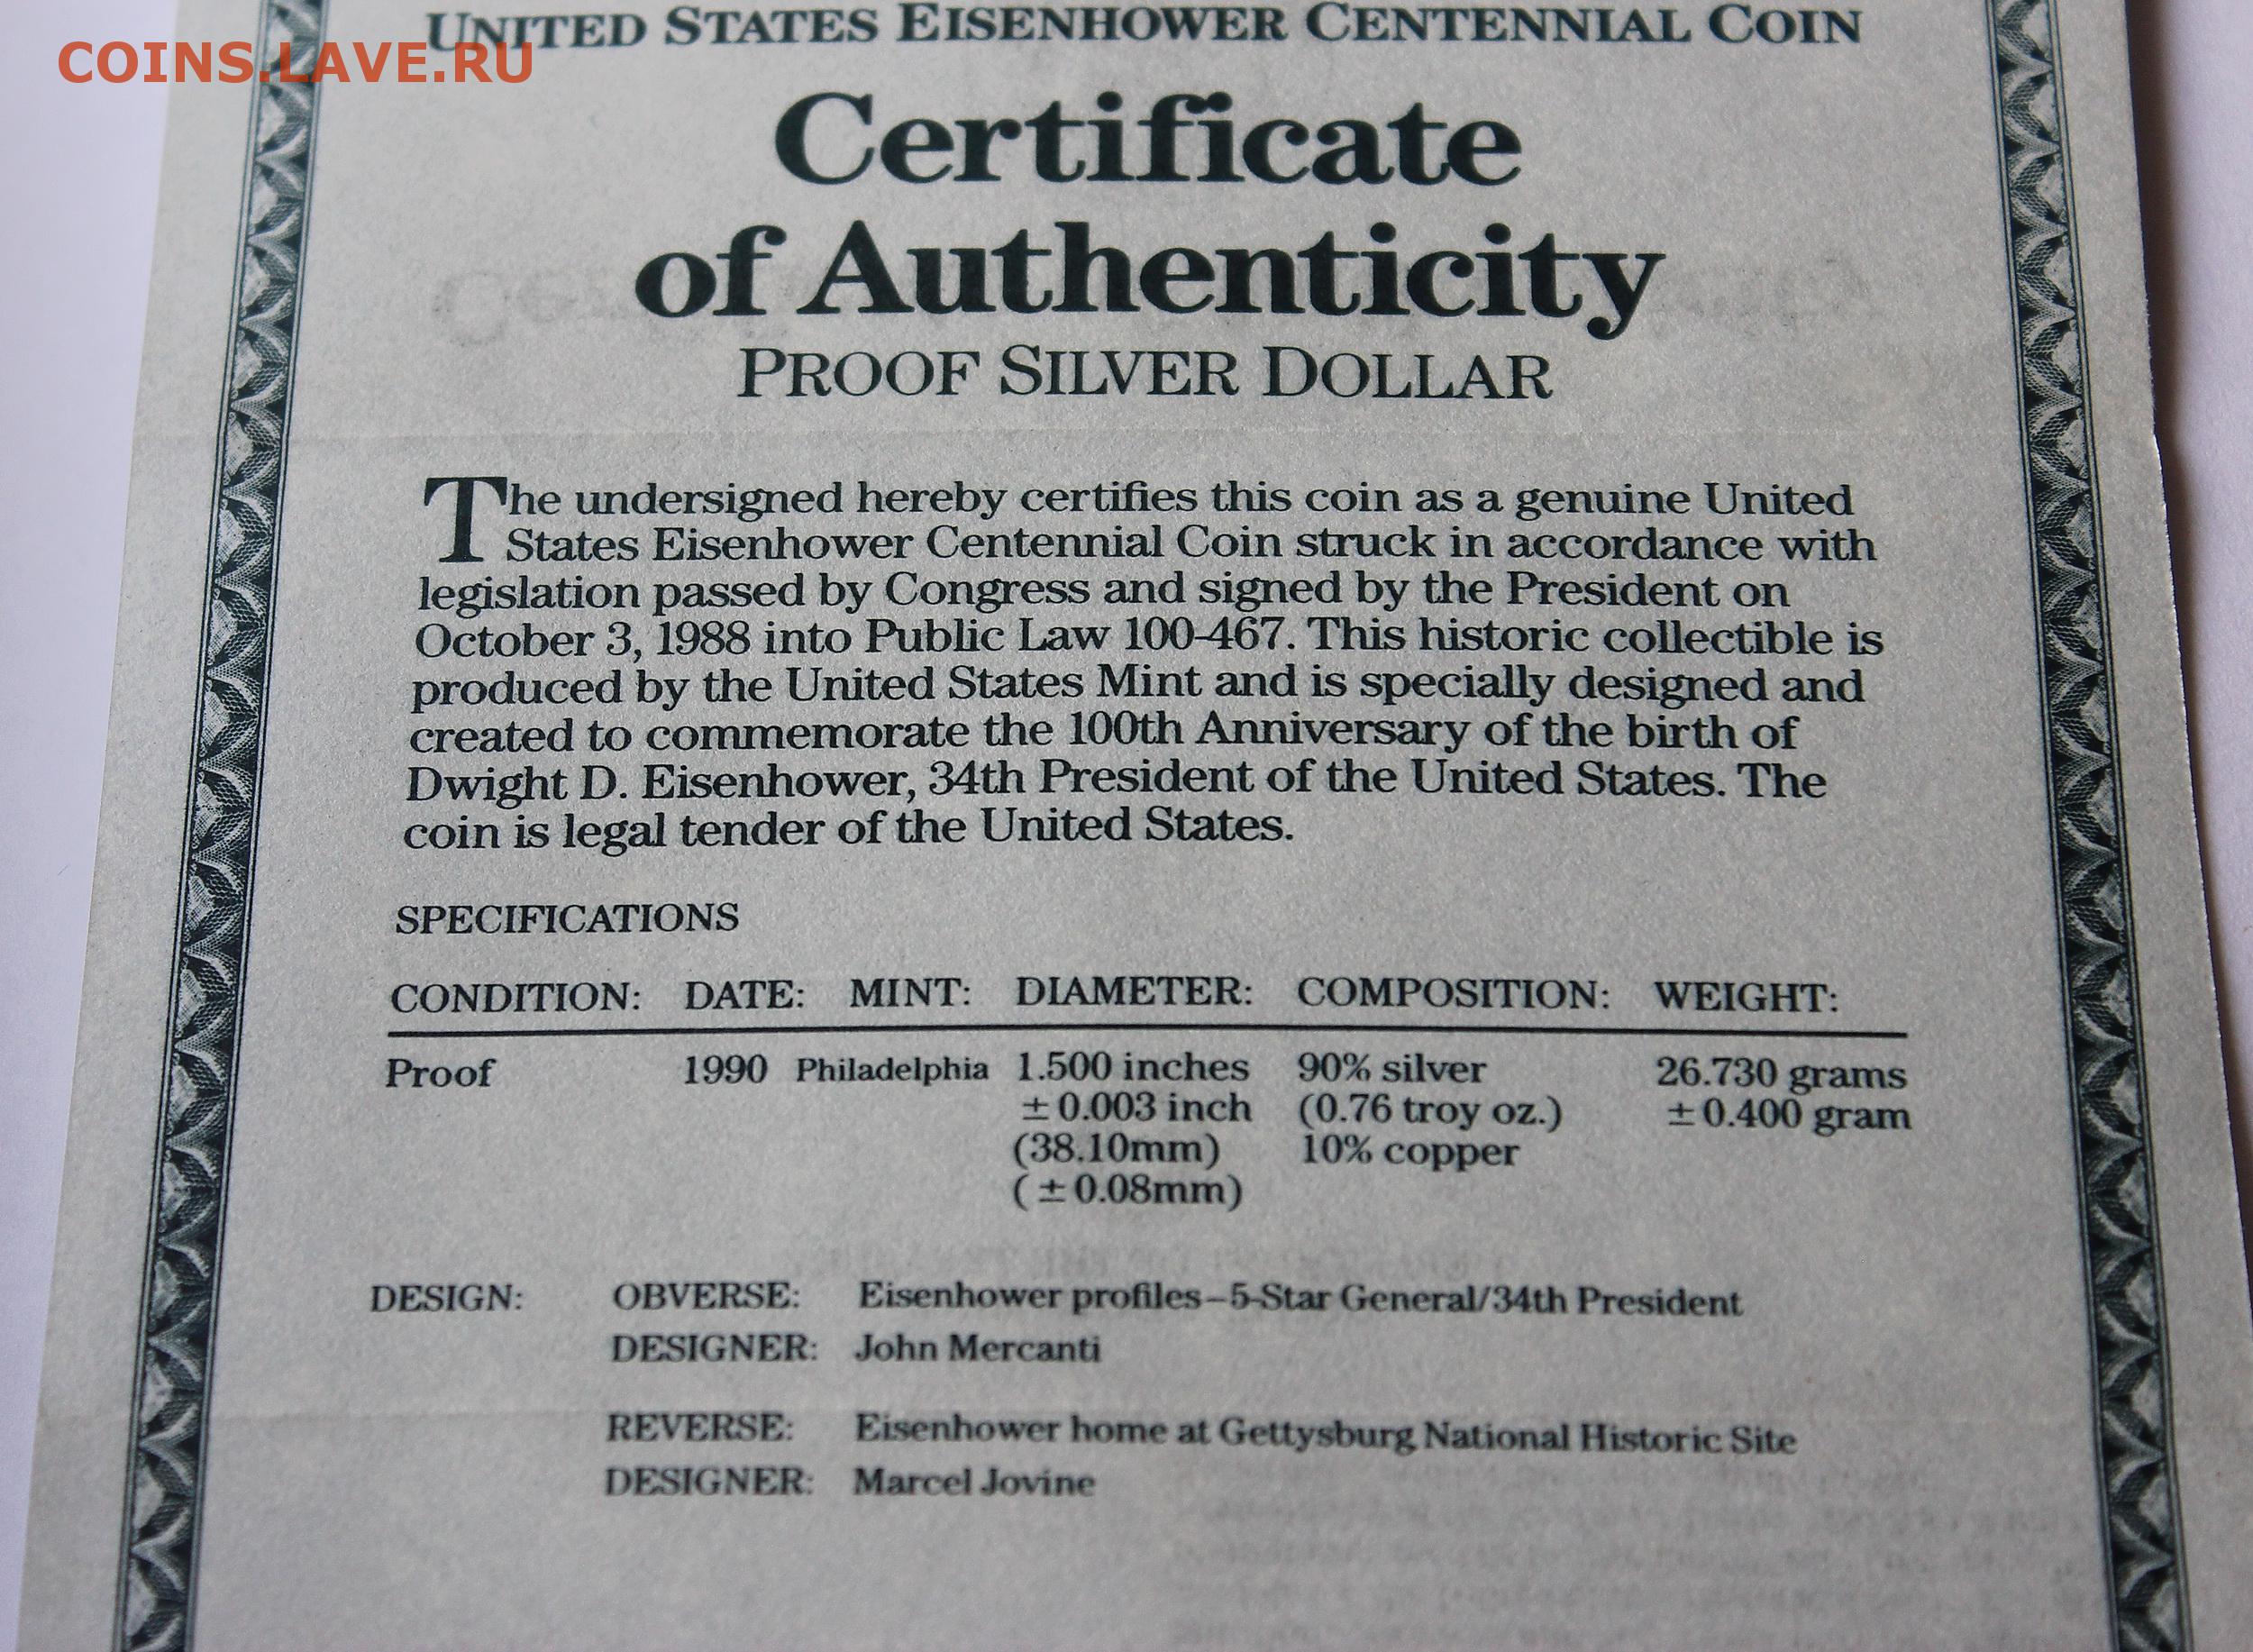 UNITED STATES EISENHOWER CENTENNIAL COIN
COINS.LAVE.RU
Certificate
of Authenticity
PROOF SILVER DOLLAR
The undersigned hereby certifies this coin as a genuine United
States Eisenhower Centennial Coin struck in accordance with
legislation passed by Congress and signed by the President on
October 3, 1988 into Public Law 100-467. This historic collectible is
produced by the United States Mint and is specially designed and
created to commemorate the 100th Anniversary of the birth of
Dwight D. Eisenhower, 34th President of the United States. The
coin is legal tender of the United States.
SPECIFICATIONS
CONDITION: DATE: MINT: DIAMETER: COMPOSITION: WEIGHT:
Proof 1990 Philadelphia 1.500 inches 90% silver 26.730 grams
±0.003 inch (0.76 troy oz.) ±0.400 gram
(38.10mm) 10% copper
(±0.08mm)
DESIGN: OBVERSE: Eisenhower profiles–5-Star General/34th President
DESIGNER: John Mercanti
REVERSE: Eisenhower home at Gettysburg National Historic Site
DESIGNER: Marcel Jovine